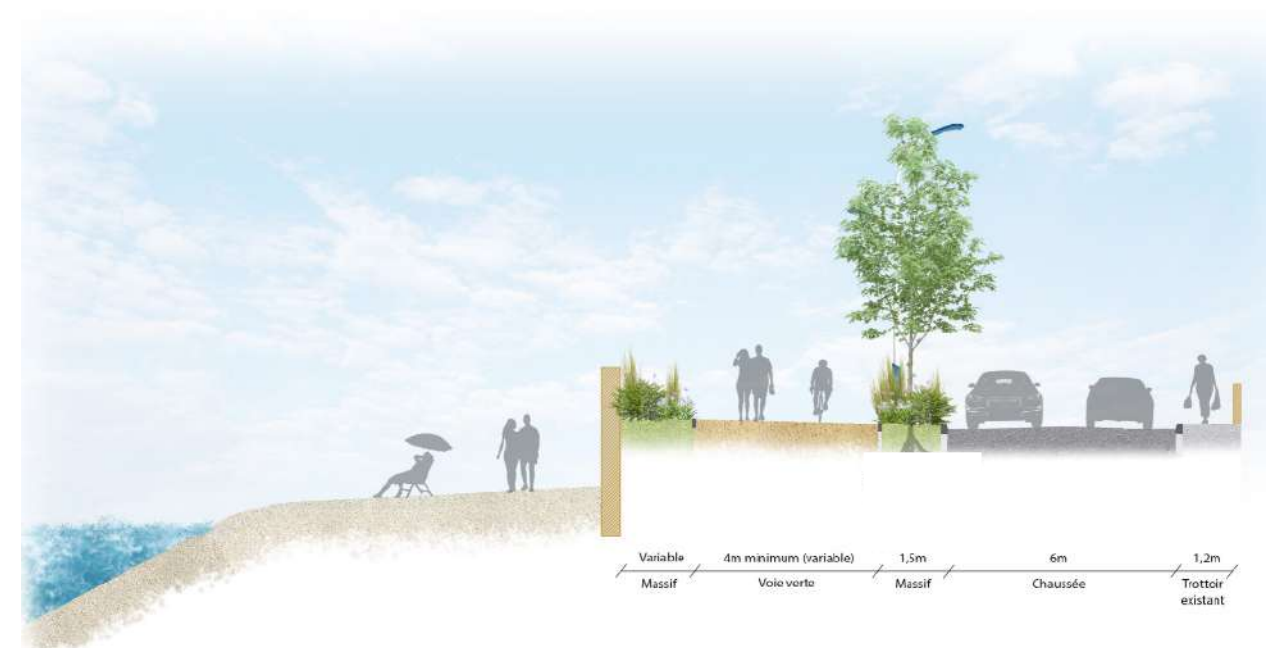 Variable 4m minimum (variable) 1,5m 6m 1,2m
Massif Voie verte Massif Chaussée Trottoir
existant